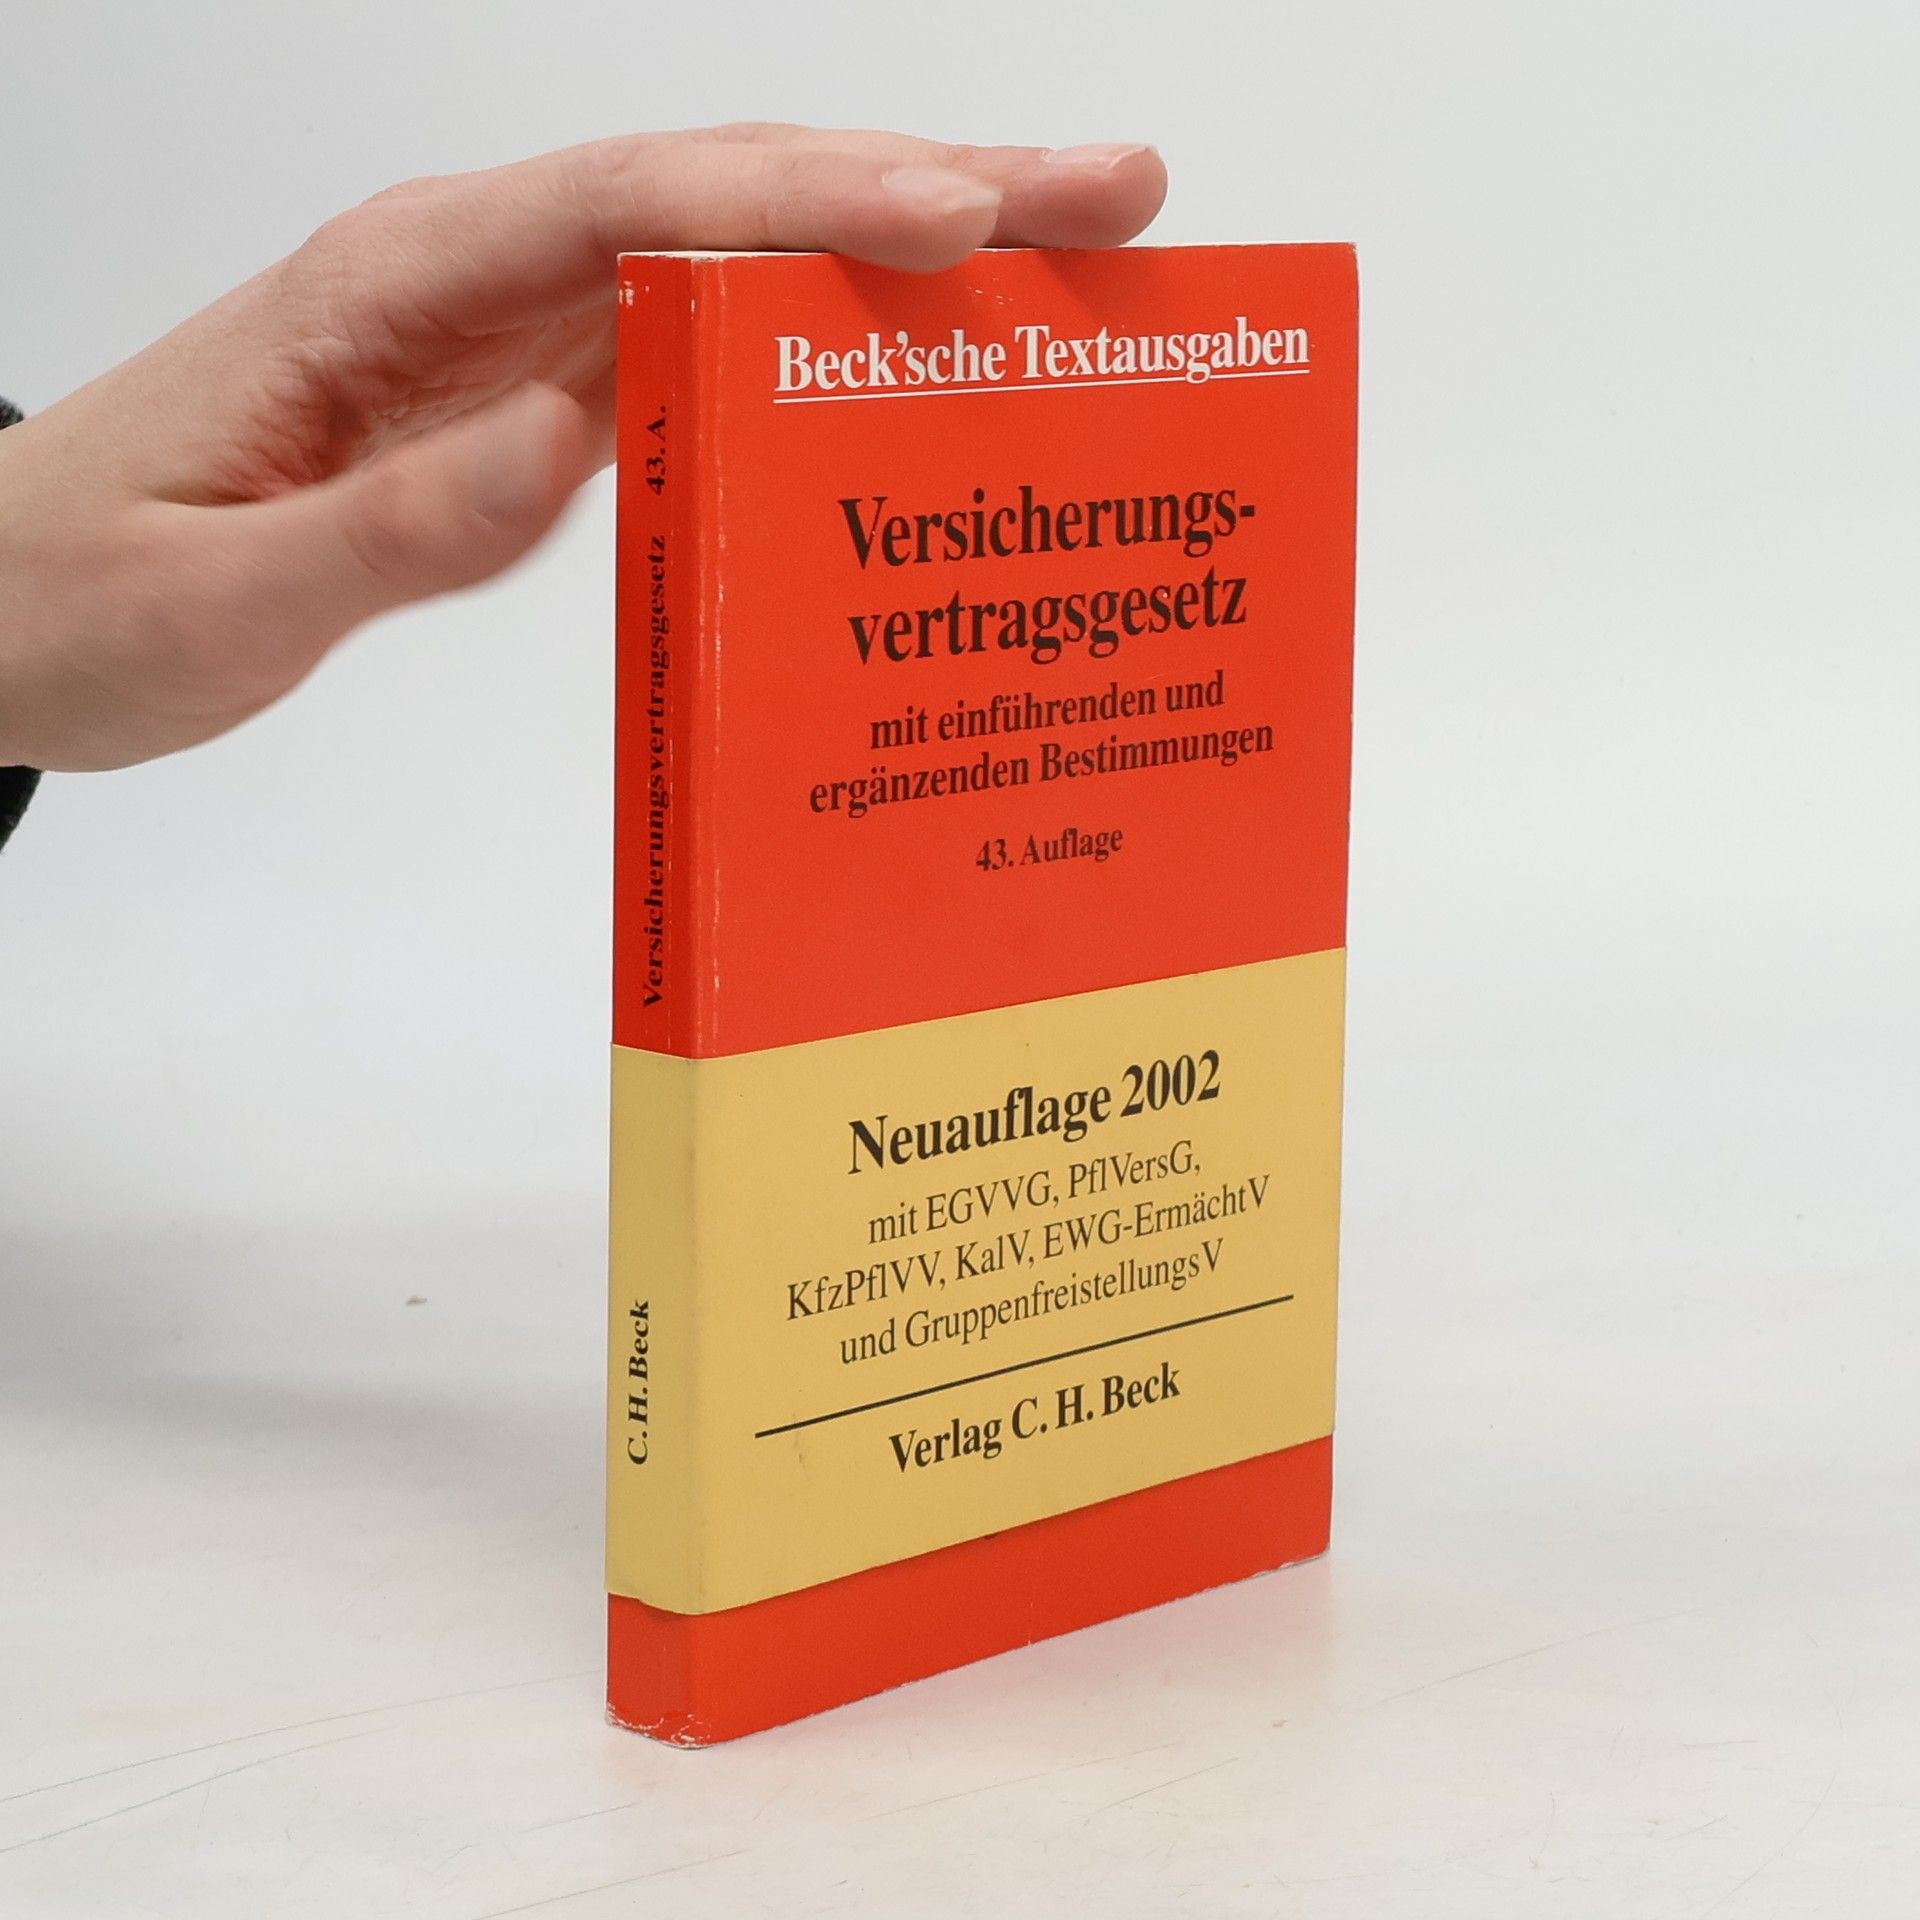 Beck'sche Textausgaben
Versicherungs-
vertragsgesetz
mit einführenden und
ergänzenden Bestimmungen
43. Auflage
Neuauflage 2002
mit EGVVG, PflVersG,
KfzPflVV, KalV, EWG-ErmächtV
und GruppenfreistellungsV
Verlag C. H. Beck
Versicherungsvertragsgesetz 43. A.
C. H. Beck